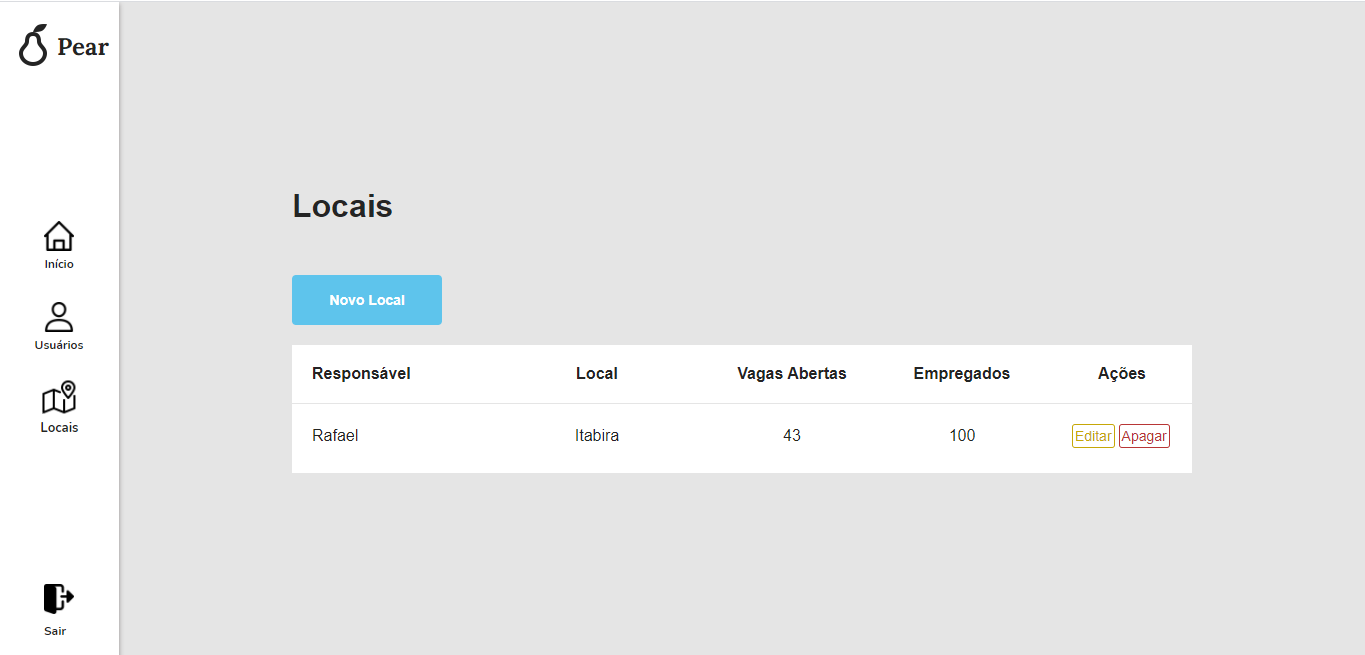 Pear
Início
Usuários
Locais
Sair
Locais
Novo Local
Responsável Local Vagas Abertas Empregados Ações
Rafael Itabira 43 100 Editar Apagar